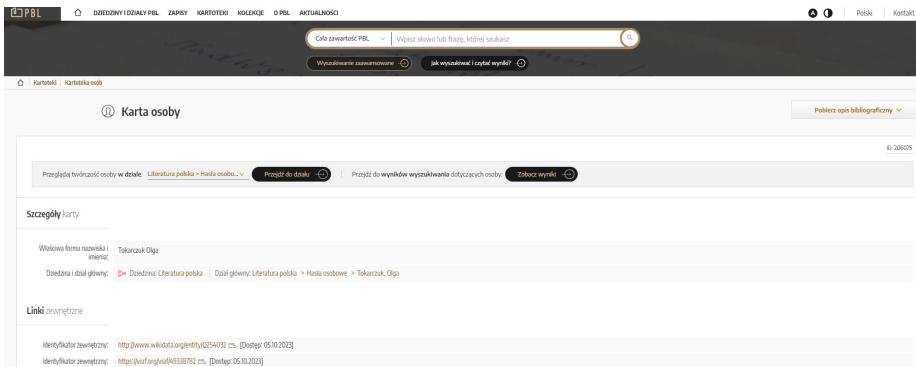 PBL DZIEDZINY I DZIAŁY PBL ZAPISY KARTOTEKI KOLEKCJE O PBL AKTUALNOŚCI A Polski Kontakt
Cała zawartość PBL Wpisz słowo lub frazę, której szukasz
Wyszukiwanie zaawansowane Jak wyszukiwać i czytać wyniki?
Kartoteki Kartoteka osób
Karta osoby Pobierz opis bibliograficzny
ID: 206075
Przeglądaj twórczość osoby w dziale: Literatura polska > Hasła osobo... Przejdź do działu Przejdź do wyników wyszukiwania dotyczących osoby: Zobacz wyniki
Szczegóły karty
Właściwa forma nazwiska i
imienia: Tokarczuk Olga
Dziedzina i dział główny: Dziedzina: Literatura polska Dział główny: Literatura polska > Hasła osobowe > Tokarczuk, Olga
Linki zewnętrzne
Identyfikator zewnętrzny: http://www.wikidata.org/entity/Q254032 [Dostęp: 05.10.2023]
Identyfikator zewnętrzny: https://viaf.org/viaf/49338782 [Dostęp: 05.10.2023]